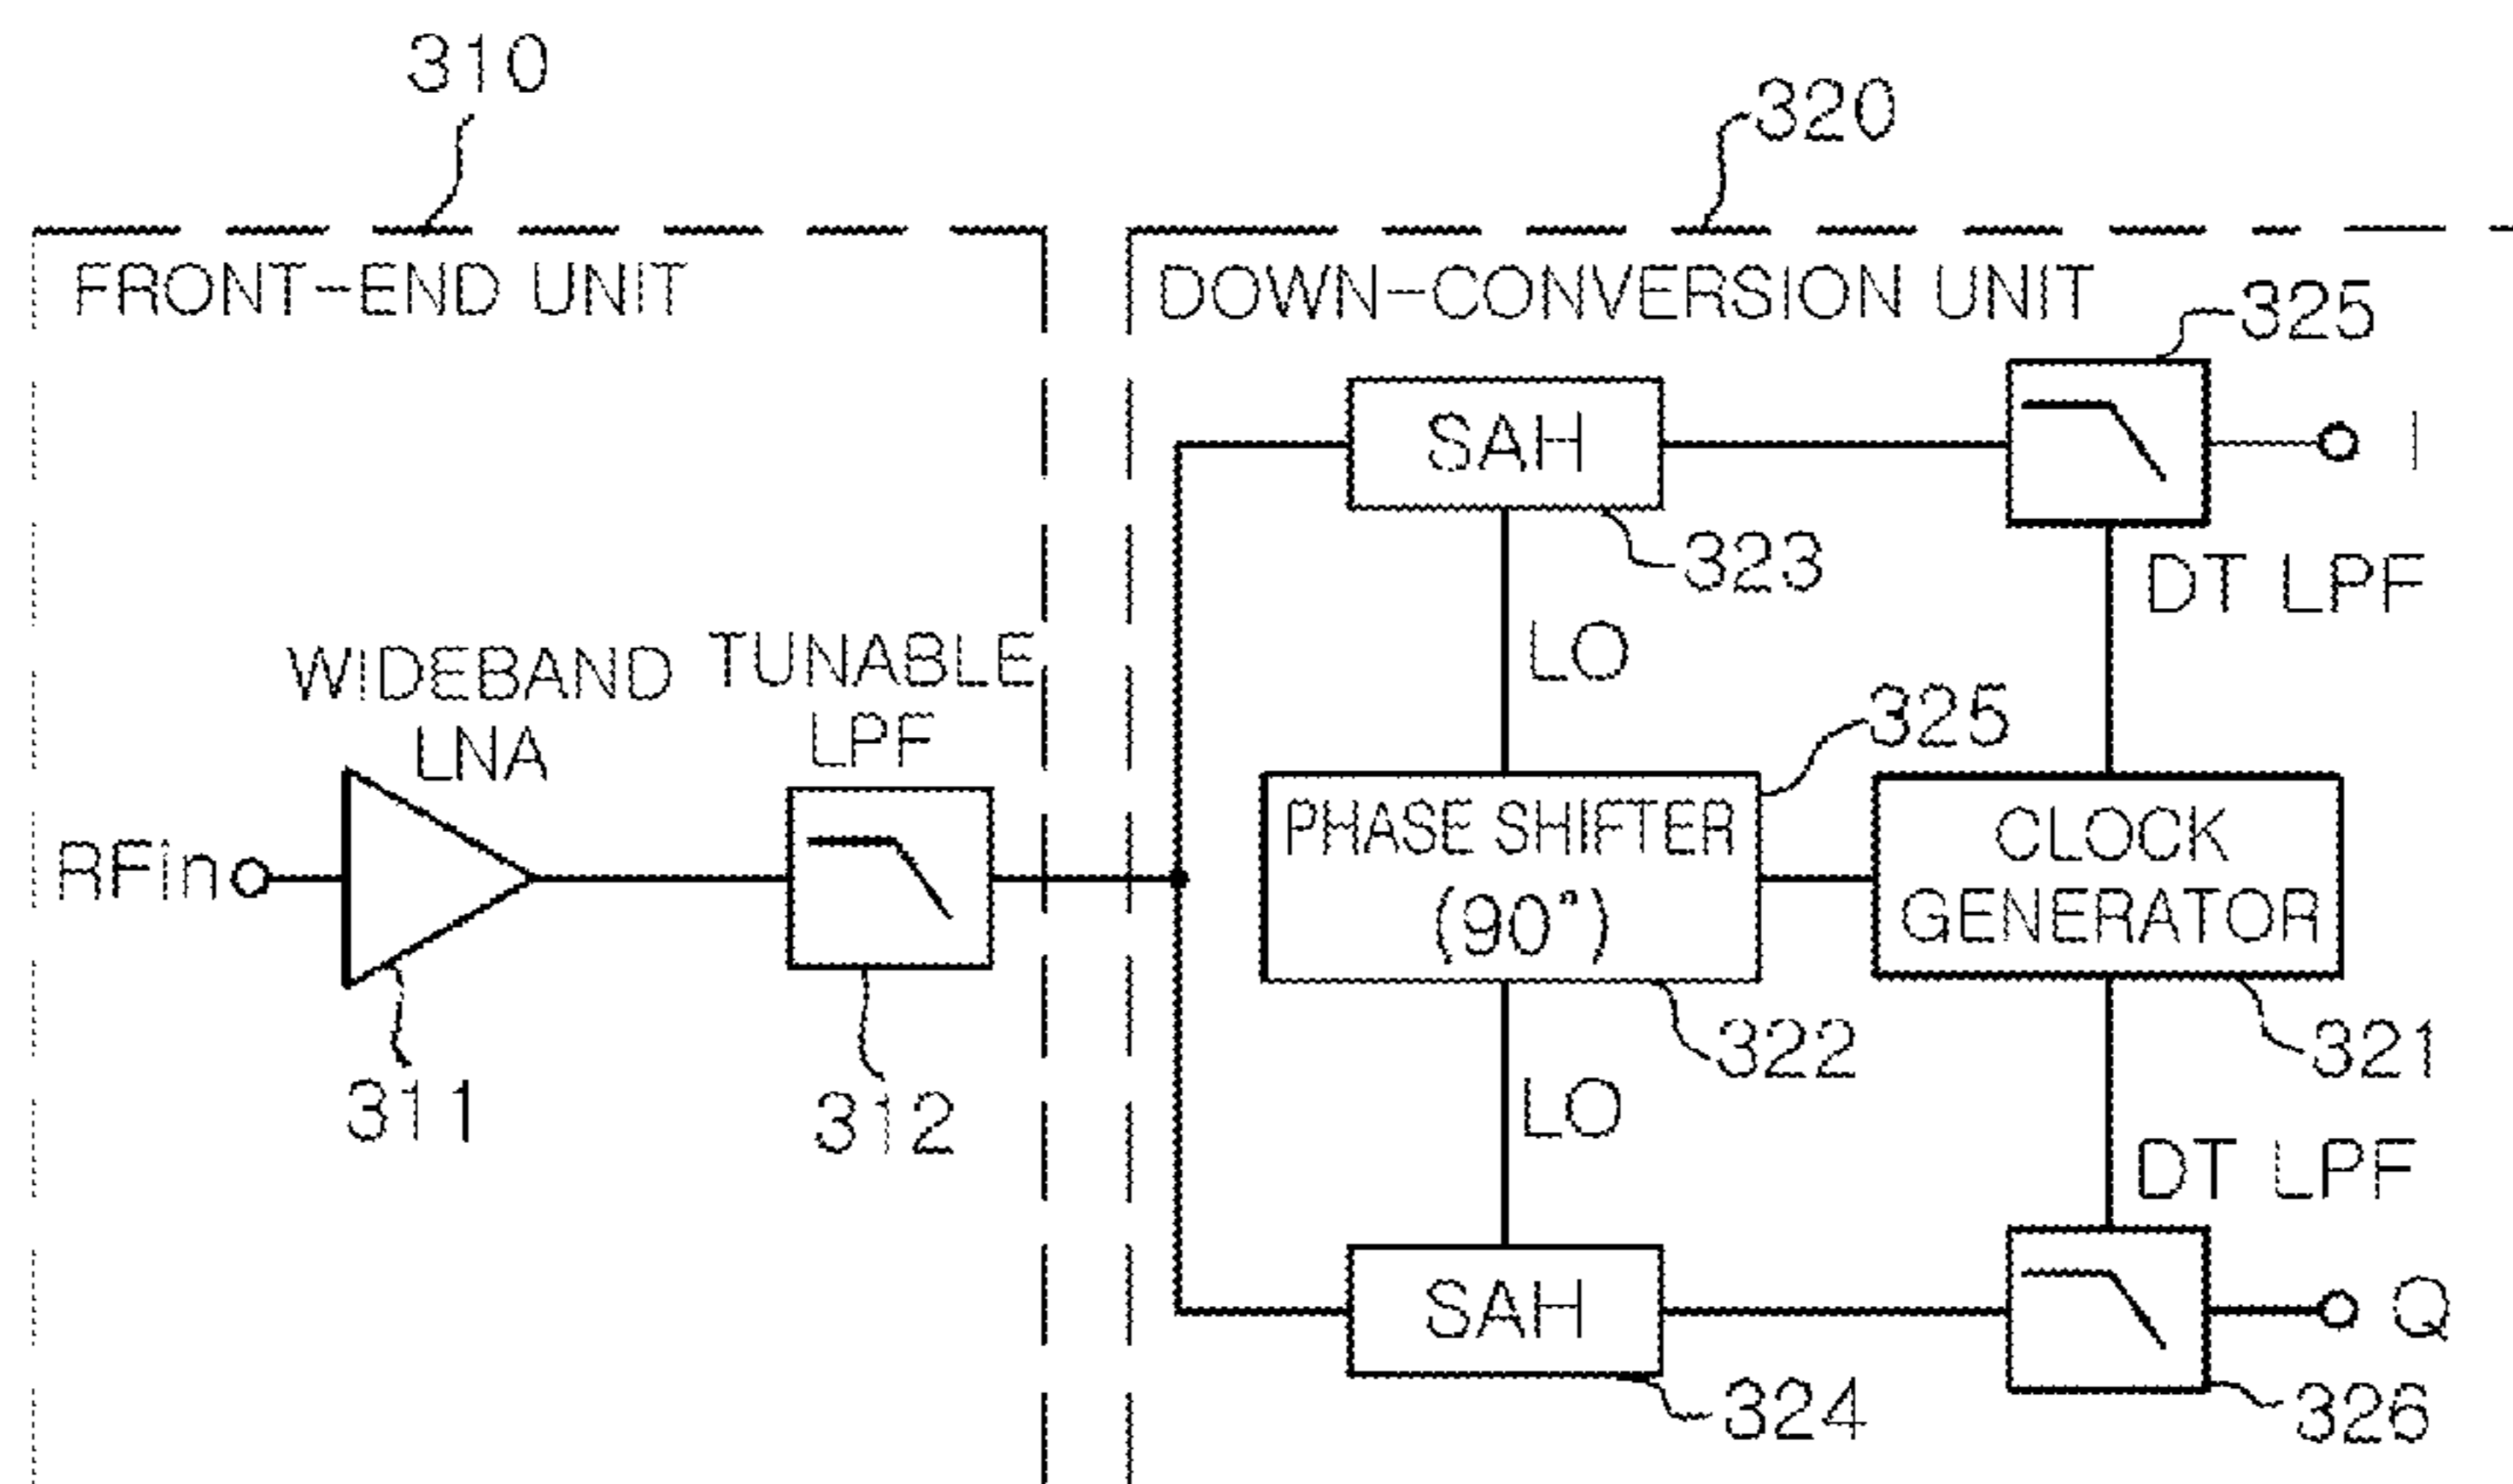 310
320
FRONT-END UNIT
DOWN-CONVERSION UNIT
325
SAH
I
323
DT LPF
LO
WIDEBAND
LNA
TUNABLE
LPF
325
RFin
PHASE SHIFTER
(90°)
CLOCK
GENERATOR
322
321
311
312
LO
DT LPF
SAH
Q
324
326